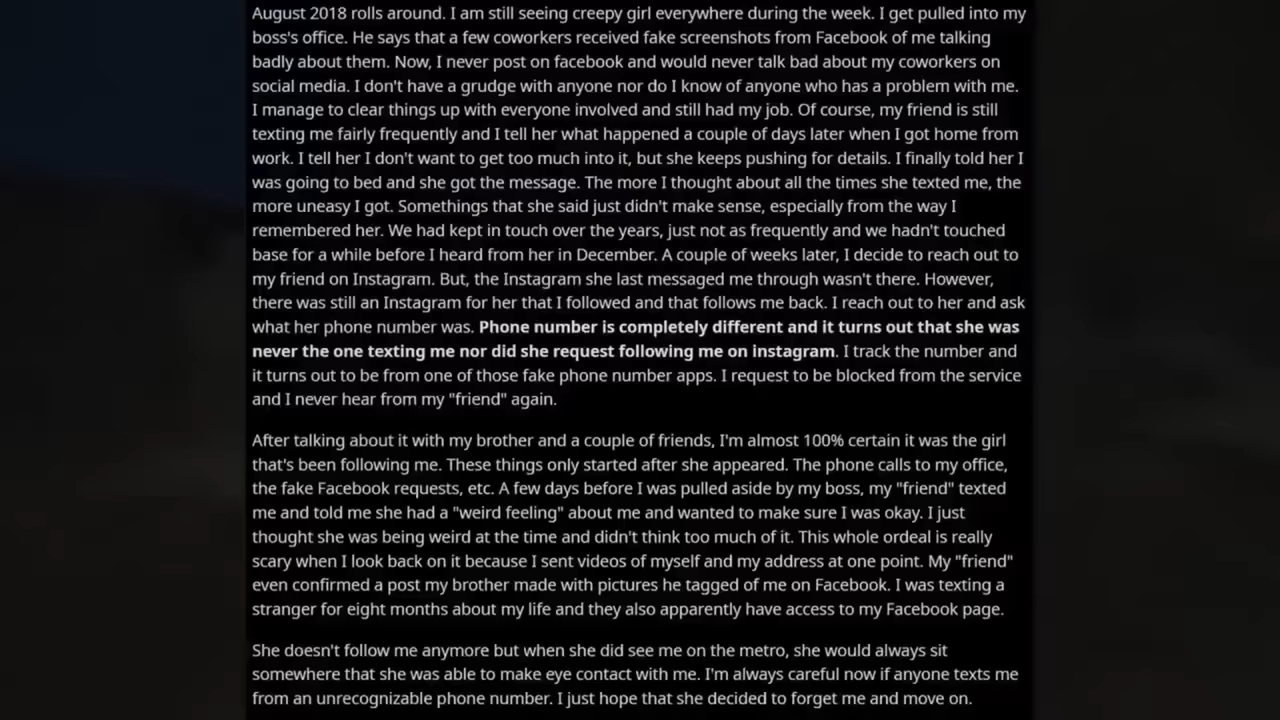 August 2018 rolls around. I am still seeing creepy girl everywhere during the week. I get pulled into my
boss's office. He says that a few coworkers received fake screenshots from Facebook of me talking
badly about them. Now, I never post on facebook and would never talk bad about my coworkers on
social media. I don't have a grudge with anyone nor do I know of anyone who has a problem with me.
I manage to clear things up with everyone involved and still had my job. Of course, my friend is still
texting me fairly frequently and I tell her what happened a couple of days later when I got home from
work. I tell her I don't want to get too much into it, but she keeps pushing for details. I finally told her I
was going to bed and she got the message. The more I thought about all the times she texted me, the
more uneasy I got. Somethings that she said just didn't make sense, especially from the way I
remembered her. We had kept in touch over the years, just not as frequently and we hadn't touched
base for a while before I heard from her in December. A couple of weeks later, I decide to reach out to
my friend on Instagram. But, the Instagram she last messaged me through wasn't there. However,
there was still an Instagram for her that I followed and that follows me back. I reach out to her and ask
what her phone number was. Phone number is completely different and it turns out that she was
never the one texting me nor did she request following me on instagram. I track the number and
it turns out to be from one of those fake phone number apps. I request to be blocked from the service
and I never hear from my "friend" again.
After talking about it with my brother and a couple of friends, I'm almost 100% certain it was the girl
that's been following me. These things only started after she appeared. The phone calls to my office,
the fake Facebook requests, etc. A few days before I was pulled aside by my boss, my "friend" texted
me and told me she had a "weird feeling" about me and wanted to make sure I was okay. I just
thought she was being weird at the time and didn't think too much of it. This whole ordeal is really
scary when I look back on it because I sent videos of myself and my address at one point. My "friend"
even confirmed a post my brother made with pictures he tagged of me on Facebook. I was texting a
stranger for eight months about my life and they also apparently have access to my Facebook page.
She doesn't follow me anymore but when she did see me on the metro, she would always sit
somewhere that she was able to make eye contact with me. I'm always careful now if anyone texts me
from an unrecognizable phone number. I just hope that she decided to forget me and move on.